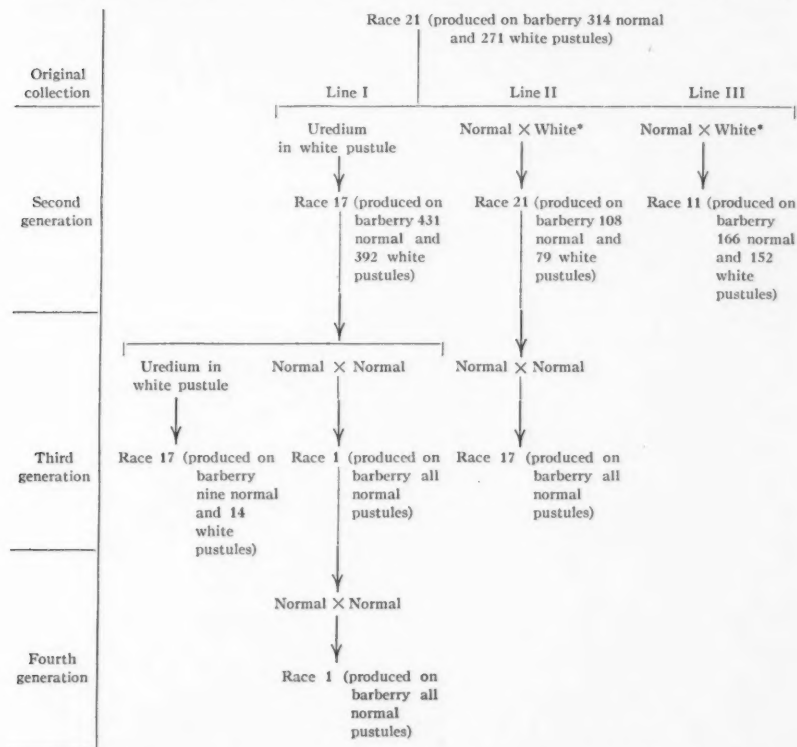 Race 21 (produced on barberry 314 normal
and 271 white pustules)
Original
collection
Line I
Line II
Line III
Uredium
in white pustule
Normal × White*
Normal × White*
Second
generation
Race 17 (produced on
barberry 431
normal and
392 white
pustules)
Race 21 (produced on
barberry 108
normal and
79 white
pustules)
Race 11 (produced on
barberry
166 normal
and 152
white
pustules)
Uredium in
white pustule
Normal × Normal
Normal × Normal
Third
generation
Race 17 (produced on
barberry
nine normal
and 14
white
pustules)
Race 1 (produced on
barberry all
normal
pustules)
Race 17 (produced on
barberry all
normal
pustules)
Normal × Normal
Fourth
generation
Race 1 (produced on
barberry all
normal
pustules)